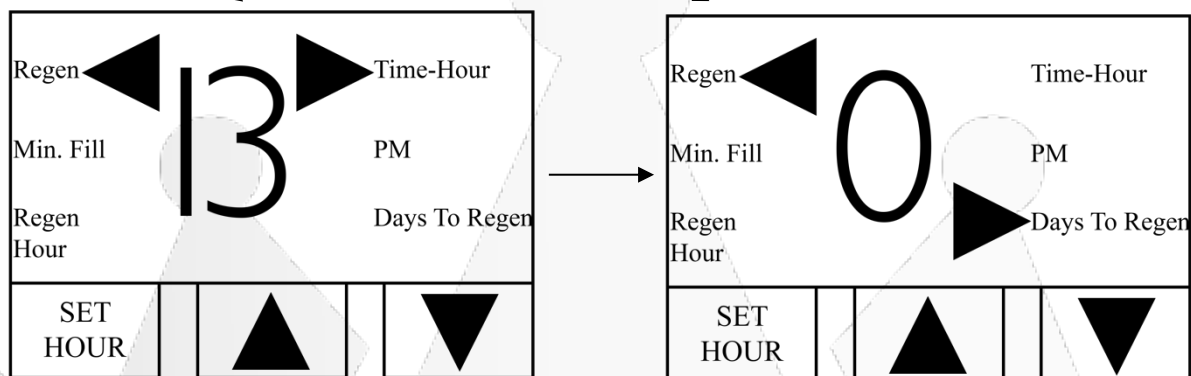 Regen 13 Time-Hour
Min. Fill PM
Regen Days To Regen
Hour
SET
HOUR
Regen 0 Time-Hour
Min. Fill PM
Regen Days To Regen
Hour
SET
HOUR